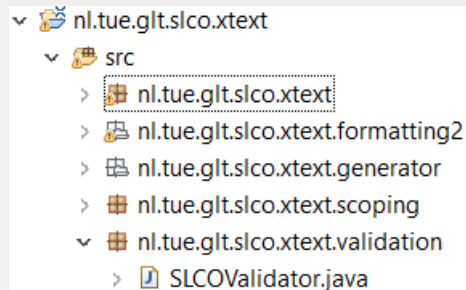 nl.tue.glt.slco.xtext
src
nl.tue.glt.slco.xtext
nl.tue.glt.slco.xtext.formatting2
nl.tue.glt.slco.xtext.generator
nl.tue.glt.slco.xtext.scoping
nl.tue.glt.slco.xtext.validation
SLCOValidator.java